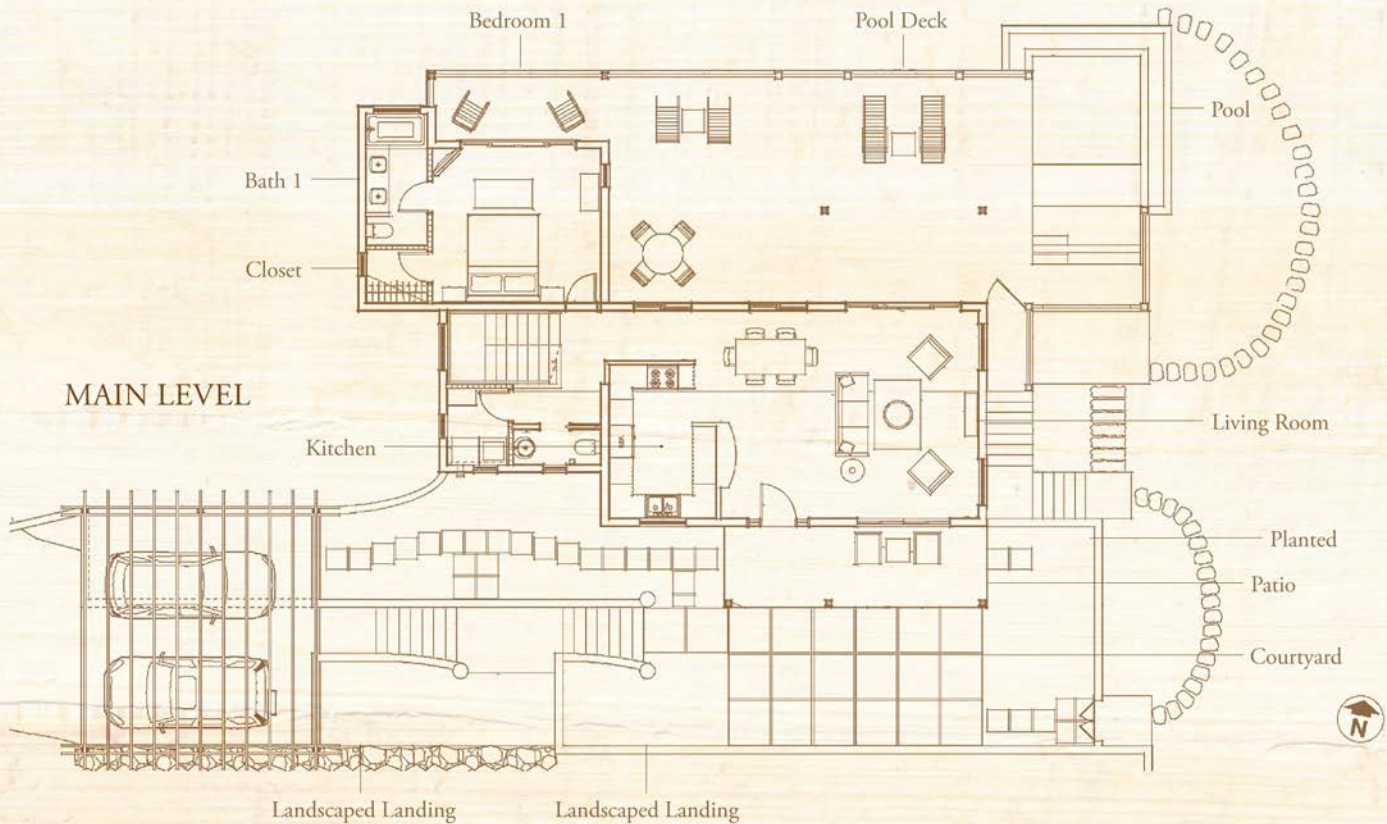 Bedroom 1
Pool Deck
Pool
Bath 1
Closet
MAIN LEVEL
Living Room
Kitchen
Planted
Patio
Courtyard
N
Landscaped Landing
Landscaped Landing